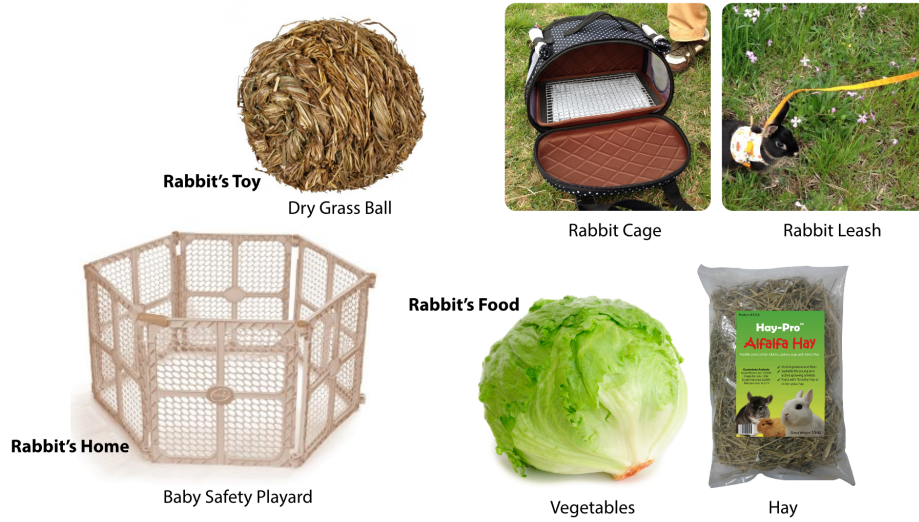 Rabbit's Toy
Dry Grass Ball
Rabbit Cage
Rabbit Leash
Rabbit's Food
Hay-Pro™
Alfalfa Hay
Rabbit's Home
Baby Safety Playard
Vegetables
Hay